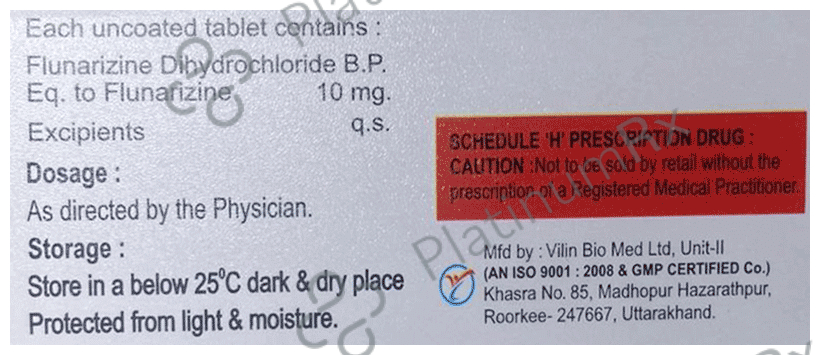 Each uncoated tablet contains :
Flunarizine Dihydrochloride B.P.
Eq. to Flunarizine 10 mg.
Excipients q.s.
Dosage :
As directed by the Physician.
Storage :
Store in a below 25°C dark & dry place
Protected from light & moisture.
SCHEDULE 'H' PRESCRIPTION DRUG :
CAUTION :Not to be sold by retail without the
prescription of a Registered Medical Practitioner.
Mfd by : Vilin Bio Med Ltd, Unit-II
(AN ISO 9001 : 2008 & GMP CERTIFIED Co.)
Khasra No. 85, Madhopur Hazarathpur,
Roorkee- 247667, Uttarakhand.
PlatinumRx